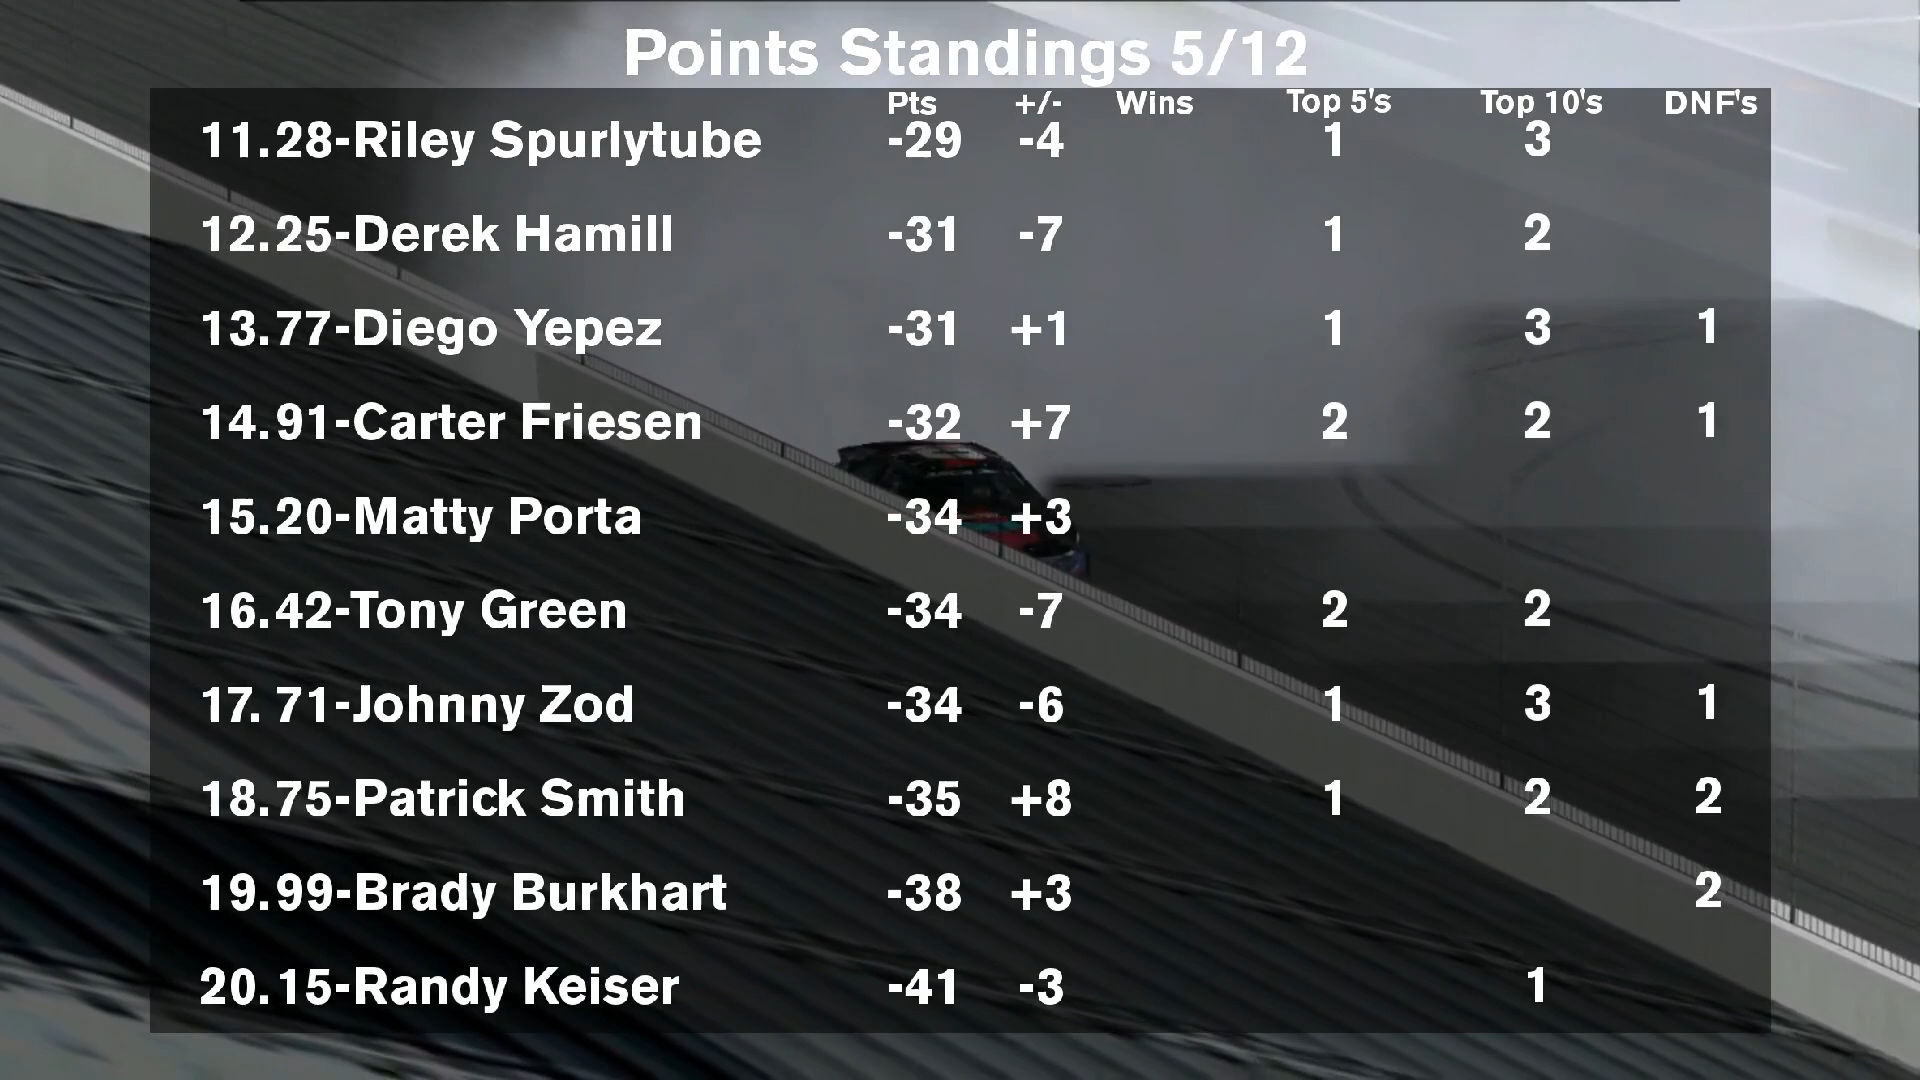 Points Standings 5/12
Pts +/- Wins Top 5's Top 10's DNF's
11.28-Riley Spurlytube -29 -4 1 3
12.25-Derek Hamill -31 -7 1 2
13.77-Diego Yepez -31 +1 1 3 1
14.91-Carter Friesen -32 +7 2 2 1
15.20-Matty Porta -34 +3
16.42-Tony Green -34 -7 2 2
17. 71-Johnny Zod -34 -6 1 3 1
18.75-Patrick Smith -35 +8 1 2 2
19.99-Brady Burkhart -38 +3 2
20.15-Randy Keiser -41 -3 1